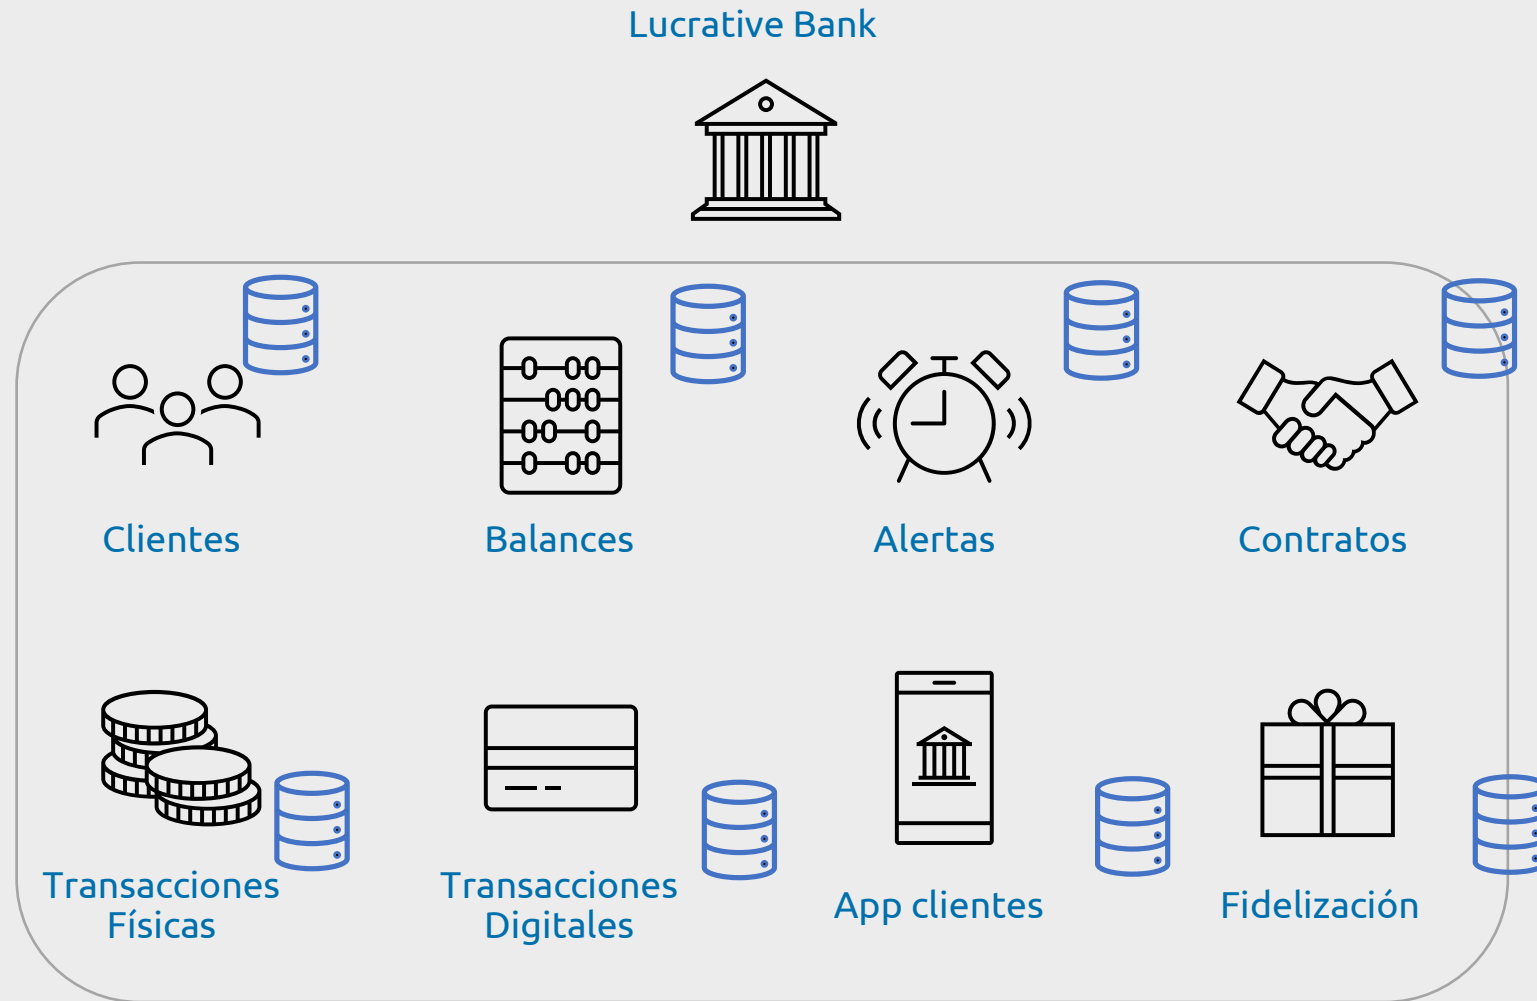 Lucrative Bank
Clientes
Balances
Alertas
Contratos
Transacciones
Físicas
Transacciones
Digitales
App clientes
Fidelización